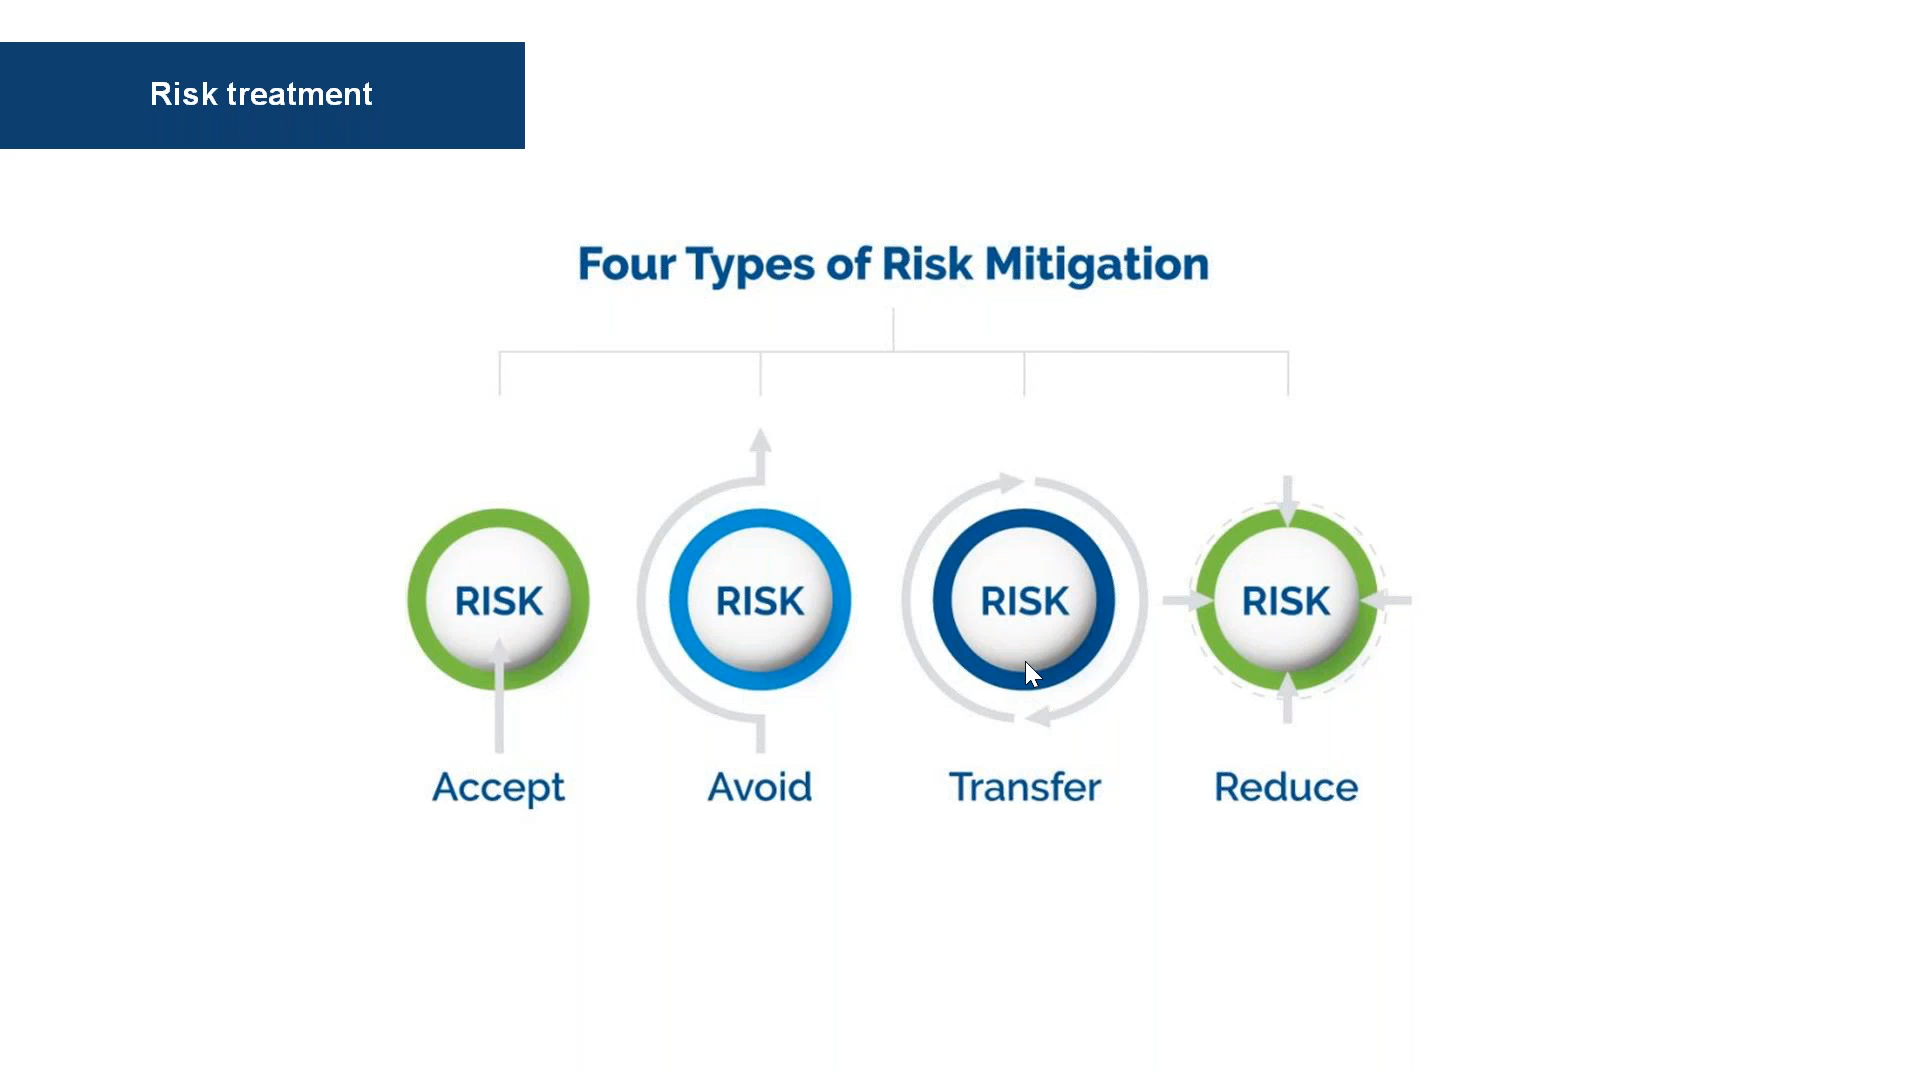 Risk treatment
Four Types of Risk Mitigation
RISK
RISK
RISK
RISK
Accept
Avoid
Transfer
Reduce